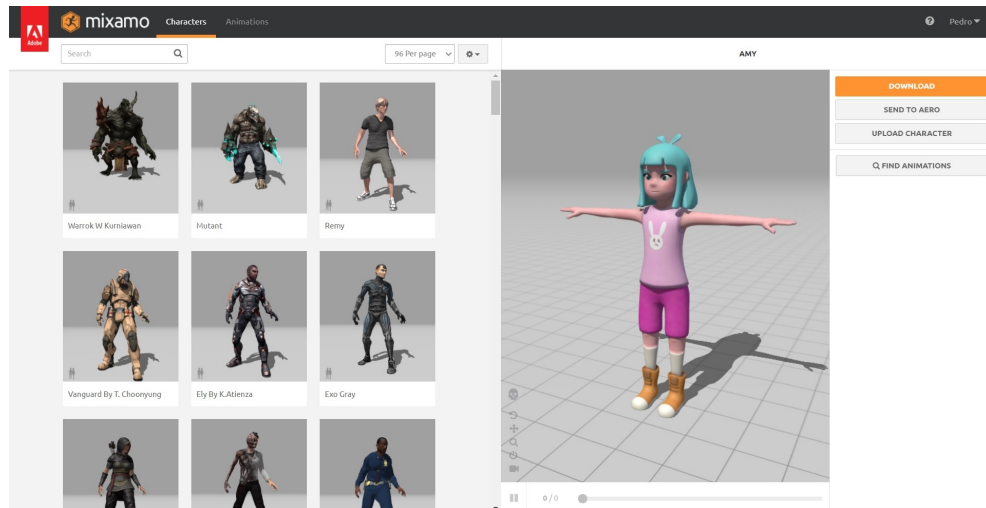 Adobe
mixamo
Characters
Animations
Pedro
Search
96 Per page
AMY
DOWNLOAD
SEND TO AERO
UPLOAD CHARACTER
FIND ANIMATIONS
Warrok W Kurniawan
Mutant
Remy
Vanguard By T. Choonyung
Ely By K.Atienza
Exo Gray
0 / 0